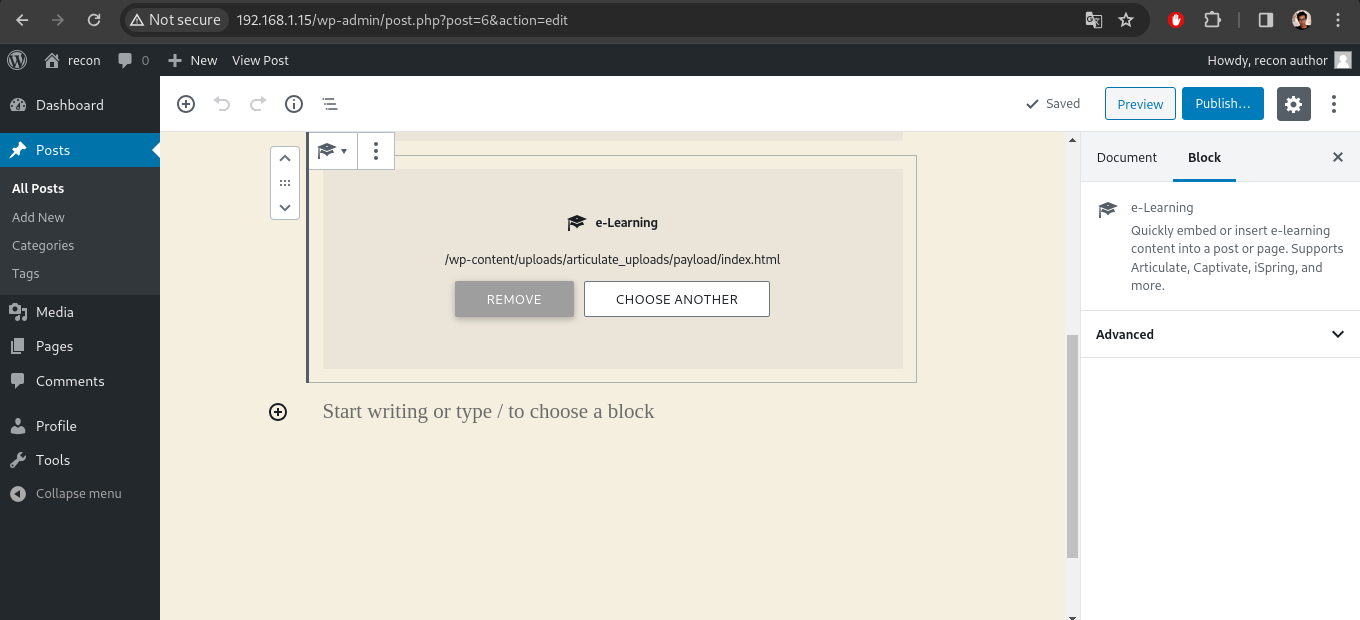 Not secure 192.168.1.15/wp-admin/post.php?post=6&action=edit
recon 0 New View Post Howdy, recon author
Dashboard
Posts
All Posts
Add New
Categories
Tags
Media
Pages
Comments
Profile
Tools
Collapse menu
Saved Preview Publish...
e-Learning
/wp-content/uploads/articulate_uploads/payload/index.html
REMOVE CHOOSE ANOTHER
Start writing or type / to choose a block
Document Block
e-Learning
Quickly embed or insert e-learning
content into a post or page. Supports
Articulate, Captivate, iSpring, and
more.
Advanced